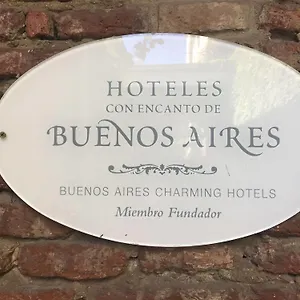 HOTELES
CON ENCANTO DE
BUENOS AIRES
BUENOS AIRES CHARMING HOTELS
Miembro Fundador